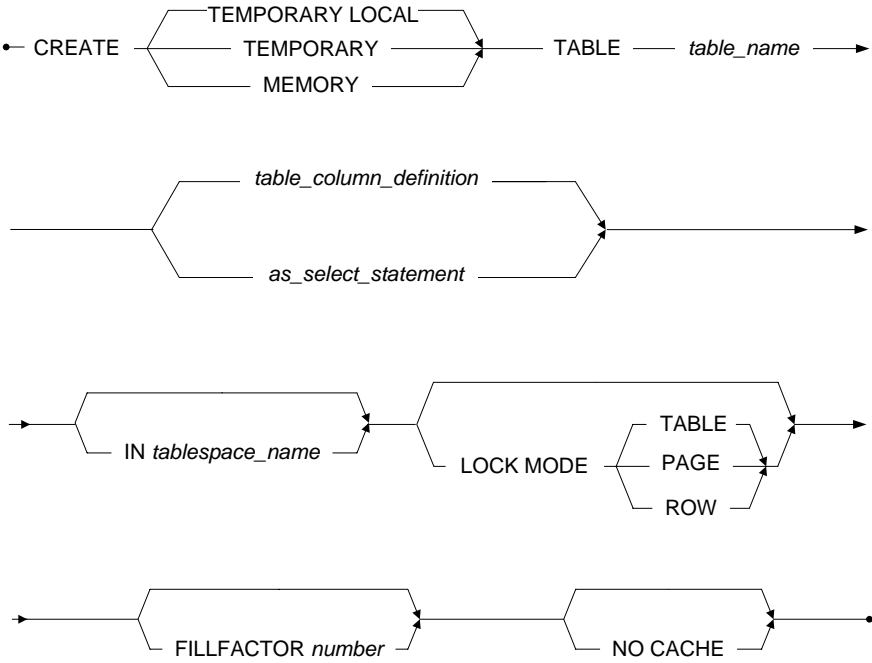 TEMPORARY LOCAL
CREATE TEMPORARY TABLE table_name
MEMORY
table_column_definition
as_select_statement
IN tablespace_name
LOCK MODE
TABLE
PAGE
ROW
FILLFACTOR number
NO CACHE